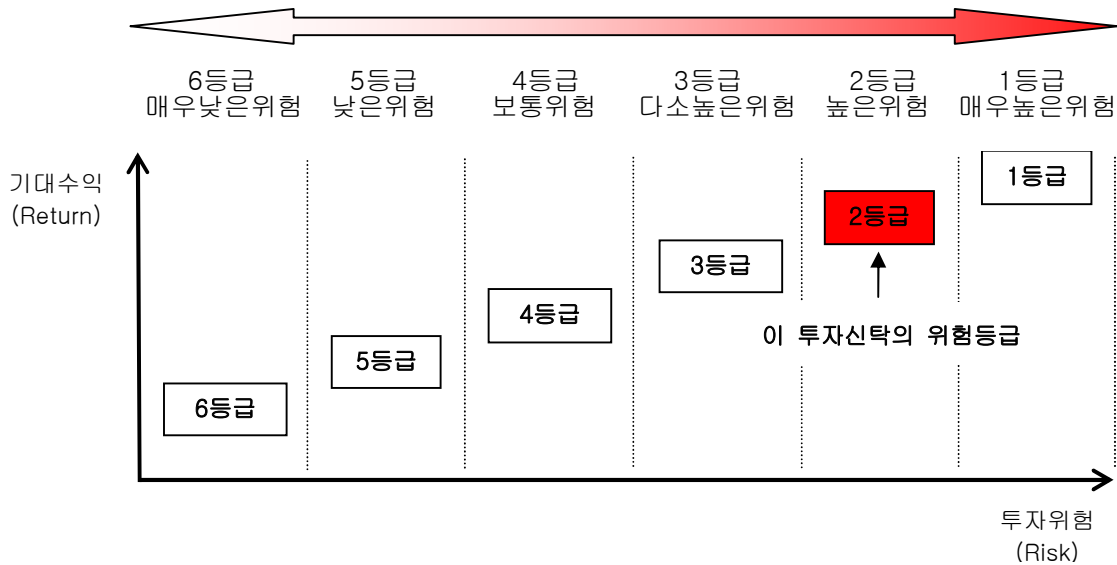 6등급
매우낮은위험
5등급
낮은위험
4등급
보통위험
3등급
다소높은위험
2등급
높은위험
1등급
매우높은위험
기대수익
(Return)
1등급
2등급
3등급
4등급
이 투자신탁의 위험등급
5등급
6등급
투자위험
(Risk)